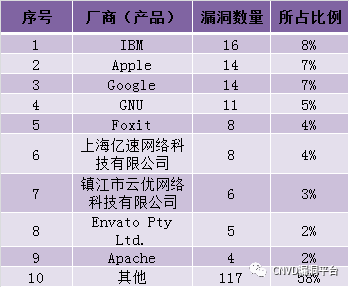 序号 厂商（产品） 漏洞数量 所占比例
1 IBM 16 8%
2 Apple 14 7%
3 Google 14 7%
4 GNU 11 5%
5 Foxit 8 4%
6 上海亿速网络科技有限公司 8 4%
7 镇江市云优网络科技有限公司 6 3%
8 Envato Pty Ltd. 5 2%
9 Apache 4 2%
10 其他 117 58%
CNVD漏洞平台